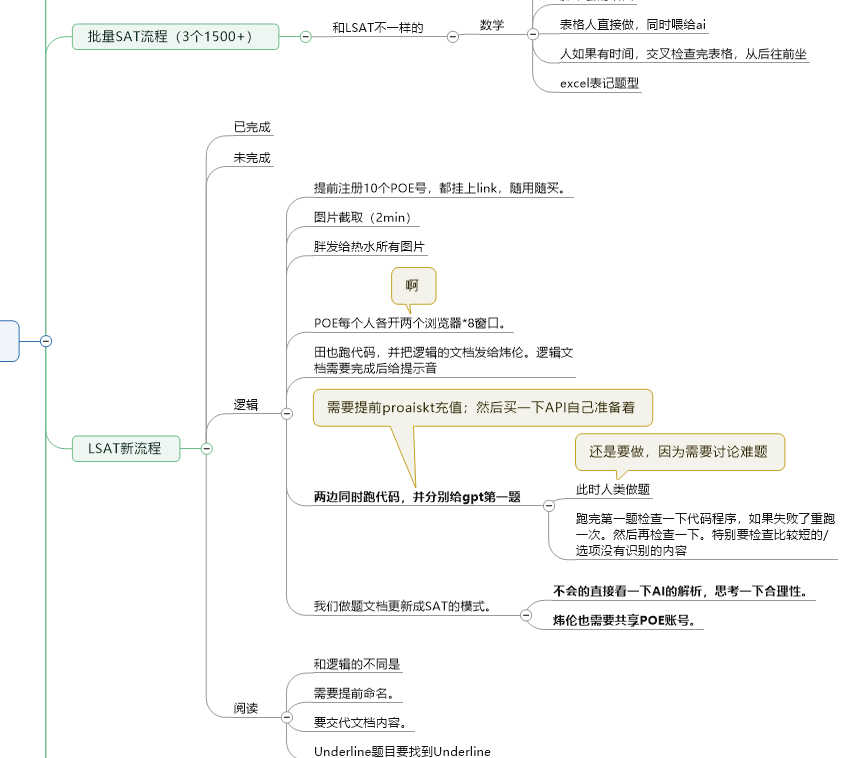 批量SAT流程（3个1500+）
和LSAT不一样的
数学
表格人直接做，同时喂给ai
人如果有时间，交叉检查完表格，从后往前坐
excel表记题型
LSAT新流程
已完成
未完成
逻辑
提前注册10个POE号，都挂上link，随用随买。
图片截取（2min）
胖发给热水所有图片
啊
POE每个人各开两个浏览器*8窗口。
田也跑代码，并把逻辑的文档发给炜伦。逻辑文
档需要完成后给提示音
需要提前proaiskt充值；然后买一下API自己准备着
两边同时跑代码，并分别给gpt第一题
还是要做，因为需要讨论难题
此时人类做题
跑完第一题检查一下代码程序，如果失败了重跑
一次。然后再检查一下。特别要检查比较短的/
选项没有识别的内容
我们做题文档更新成SAT的模式。
不会的直接看一下AI的解析，思考一下合理性。
炜伦也需要共享POE账号。
阅读
和逻辑的不同是
需要提前命名。
要交代文档内容。
Underline题目要找到Underline